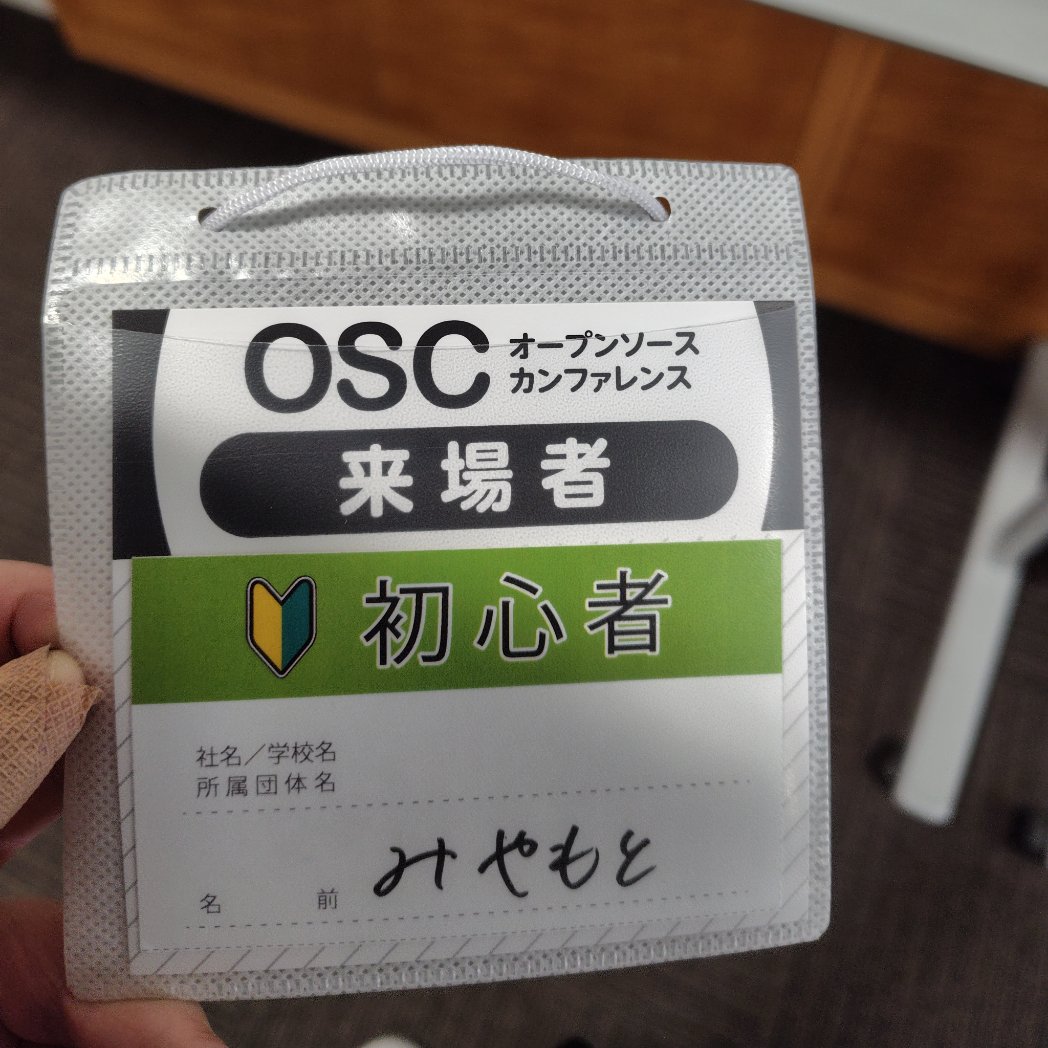 OSC オープンソース
カンファレンス
来場者
初心者
社名／学校名
所属団体名
名前 みやもと